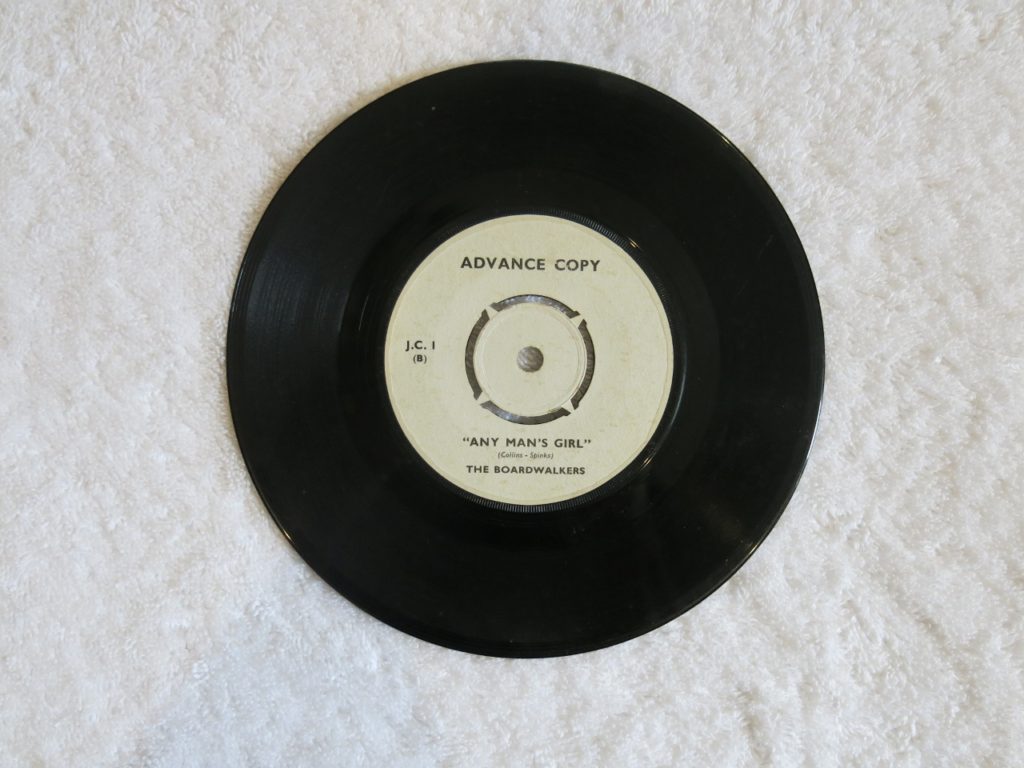 ADVANCE COPY
J.C. 1
(B)
"ANY MAN'S GIRL"
(Collins - Spinks)
THE BOARDWALKERS